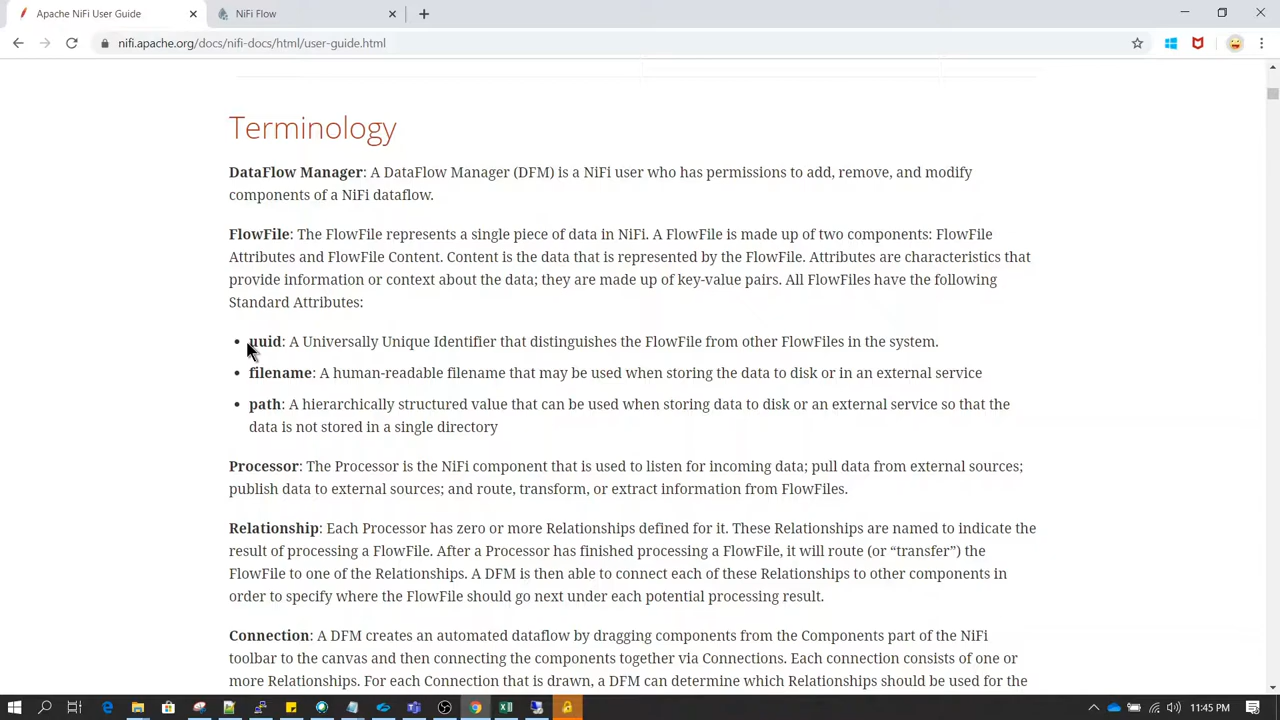 Apache NiFi User Guide
NiFi Flow
nifi.apache.org/docs/nifi-docs/html/user-guide.html
Terminology
DataFlow Manager: A DataFlow Manager (DFM) is a NiFi user who has permissions to add, remove, and modify
components of a NiFi dataflow.
FlowFile: The FlowFile represents a single piece of data in NiFi. A FlowFile is made up of two components: FlowFile
Attributes and FlowFile Content. Content is the data that is represented by the FlowFile. Attributes are characteristics that
provide information or context about the data; they are made up of key-value pairs. All FlowFiles have the following
Standard Attributes:
• uuid: A Universally Unique Identifier that distinguishes the FlowFile from other FlowFiles in the system.
• filename: A human-readable filename that may be used when storing the data to disk or in an external service
• path: A hierarchically structured value that can be used when storing data to disk or an external service so that the
data is not stored in a single directory
Processor: The Processor is the NiFi component that is used to listen for incoming data; pull data from external sources;
publish data to external sources; and route, transform, or extract information from FlowFiles.
Relationship: Each Processor has zero or more Relationships defined for it. These Relationships are named to indicate the
result of processing a FlowFile. After a Processor has finished processing a FlowFile, it will route (or “transfer”) the
FlowFile to one of the Relationships. A DFM is then able to connect each of these Relationships to other components in
order to specify where the FlowFile should go next under each potential processing result.
Connection: A DFM creates an automated dataflow by dragging components from the Components part of the NiFi
toolbar to the canvas and then connecting the components together via Connections. Each connection consists of one or
more Relationships. For each Connection that is drawn, a DFM can determine which Relationships should be used for the
11:45 PM